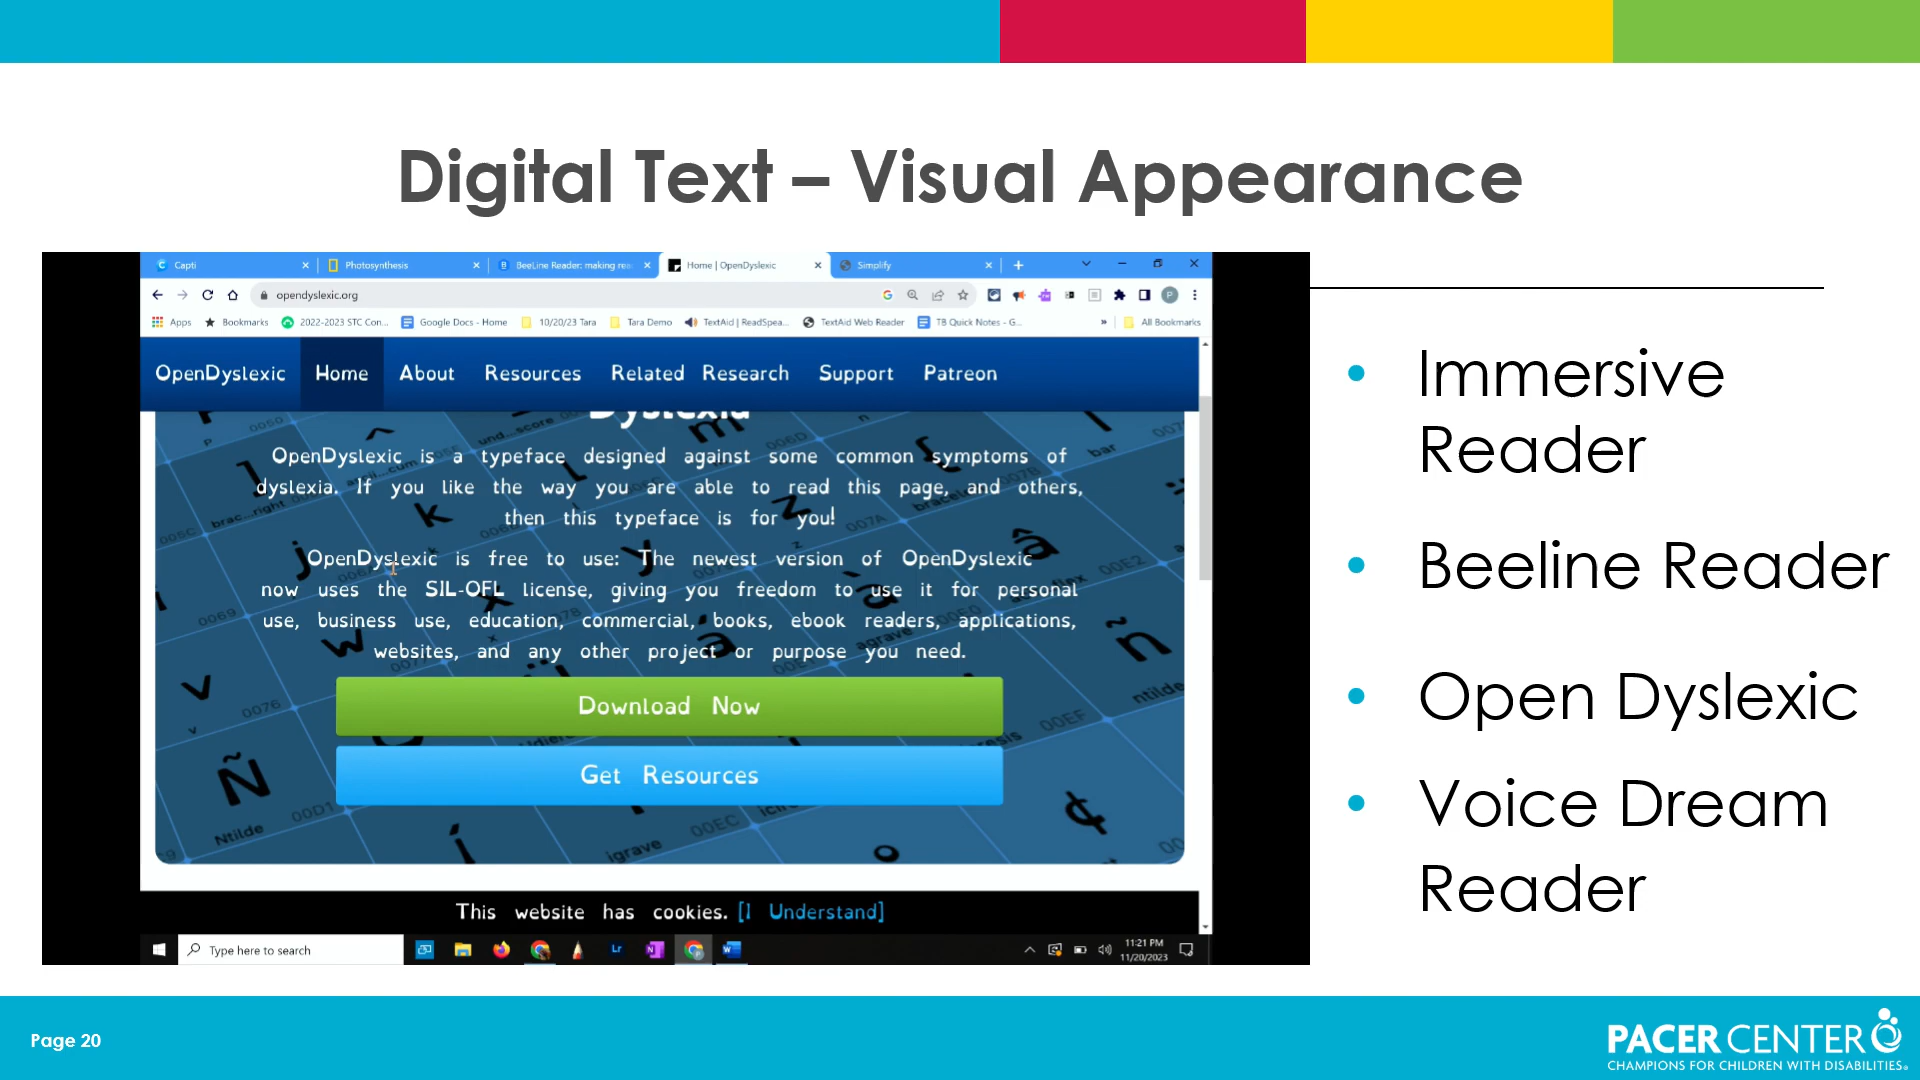 Digital Text – Visual Appearance
Capti
Photosynthesis
BeeLine Reader: making rea
Home | OpenDyslexic
Simplify
opendyslexic.org
Apps
Bookmarks
2022-2023 STC Con...
Google Docs - Home
10/20/23 Tara
Tara Demo
TextAid | ReadSpea...
TextAid Web Reader
TB Quick Notes - G...
All Bookmarks
OpenDyslexic Home About Resources Related Research Support Patreon
Dyslexia
OpenDyslexic is a typeface designed against some common symptoms of
dyslexia. If you like the way you are able to read this page, and others,
then this typeface is for you!
OpenDyslexic is free to use: The newest version of OpenDyslexic
now uses the SIL-OFL license, giving you freedom to use it for personal
use, business use, education, commercial, books, ebook readers, applications,
websites, and any other project or purpose you need.
Download Now
Get Resources
This website has cookies. [I Understand]
Type here to search
11:21 PM
11/20/2023
• Immersive
Reader
• Beeline Reader
• Open Dyslexic
• Voice Dream
Reader
Page 20
PACER CENTER
CHAMPIONS FOR CHILDREN WITH DISABILITIES